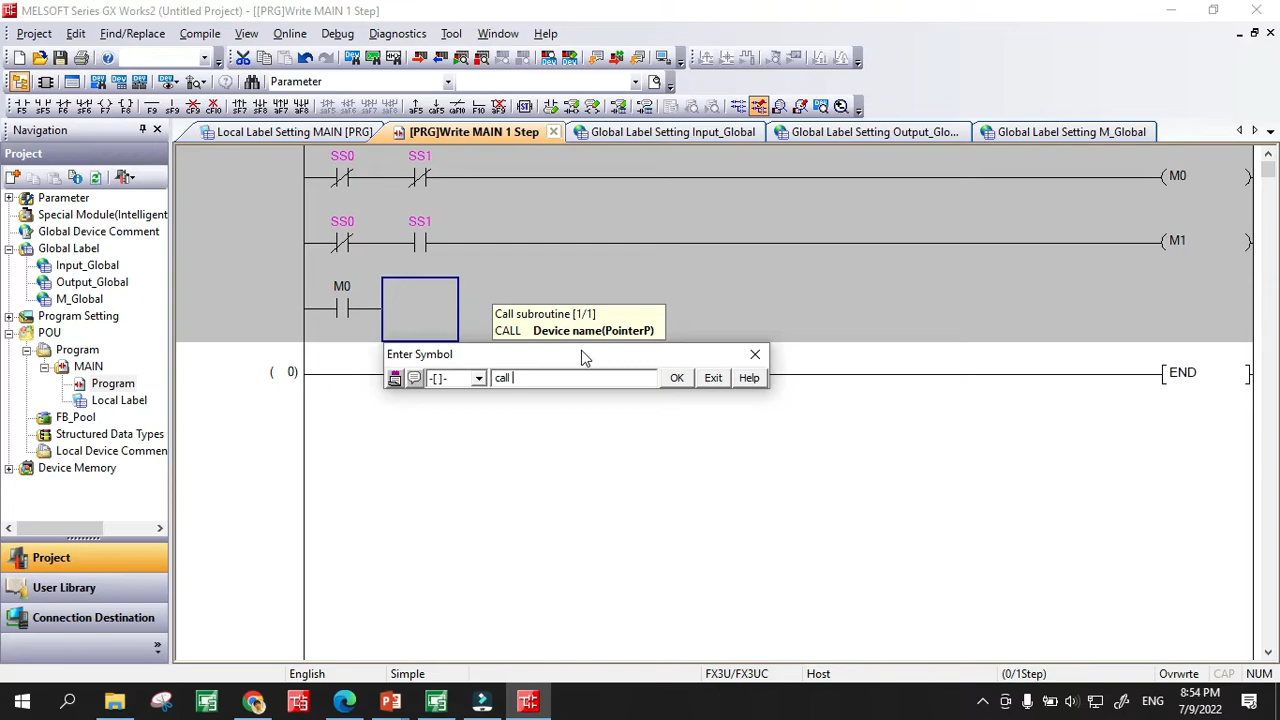 MELSOFT Series GX Works2 (Untitled Project) - [[PRG]Write MAIN 1 Step]
Project Edit Find/Replace Compile View Online Debug Diagnostics Tool Window Help
Parameter
Navigation
Local Label Setting MAIN [PRG]
[PRG]Write MAIN 1 Step
Global Label Setting Input_Global
Global Label Setting Output_Glo...
Global Label Setting M_Global
Project
Parameter
Special Module(Intelligent
Global Device Comment
Global Label
Input_Global
Output_Global
M_Global
Program Setting
POU
Program
MAIN
Program
Local Label
FB_Pool
Structured Data Types
Local Device Commen
Device Memory
Project
User Library
Connection Destination
SS0 SS1
M0
SS0 SS1
M1
M0
Call subroutine [1/1]
CALL Device name(PointerP)
Enter Symbol
-[ ]- call OK Exit Help
( 0) END
English Simple FX3U/FX3UC Host (0/1Step) Ovrwrte CAP NUM
ENG
8:54 PM
7/9/2022